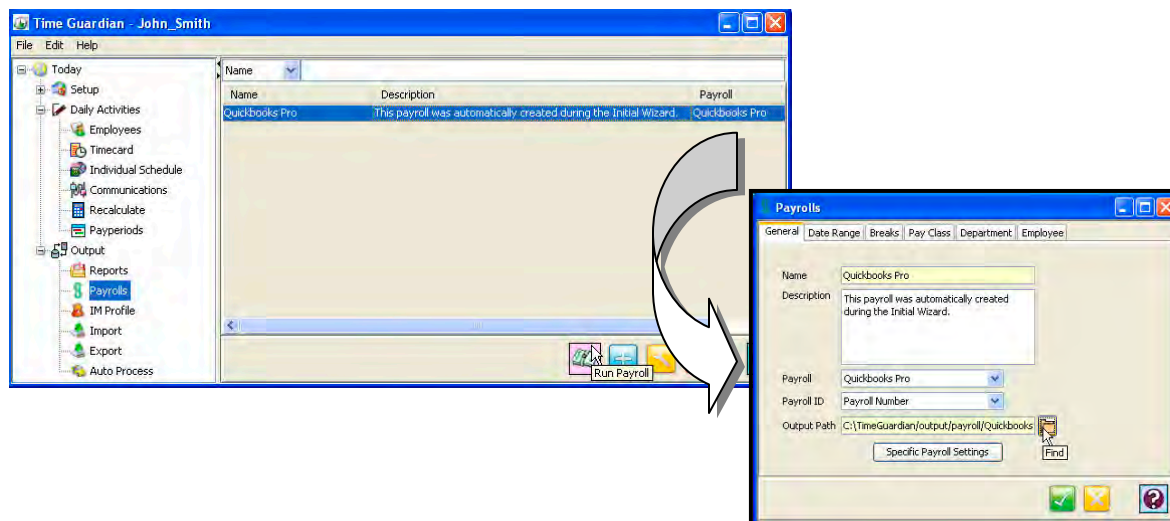 Time Guardian - John_Smith
File Edit Help
Today
Setup
Daily Activities
Employees
Timecard
Individual Schedule
Communications
Recalculate
Payperiods
Output
Reports
Payrolls
IM Profile
Import
Export
Auto Process
Name
Name Description Payroll
Quickbooks Pro This payroll was automatically created during the Initial Wizard. Quickbooks Pro
Run Payroll
Payrolls
General Date Range Breaks Pay Class Department Employee
Name Quickbooks Pro
Description This payroll was automatically created
during the Initial Wizard.
Payroll Quickbooks Pro
Payroll ID Payroll Number
Output Path C:\TimeGuardian/output/payroll/Quickbooks
Specific Payroll Settings
Find